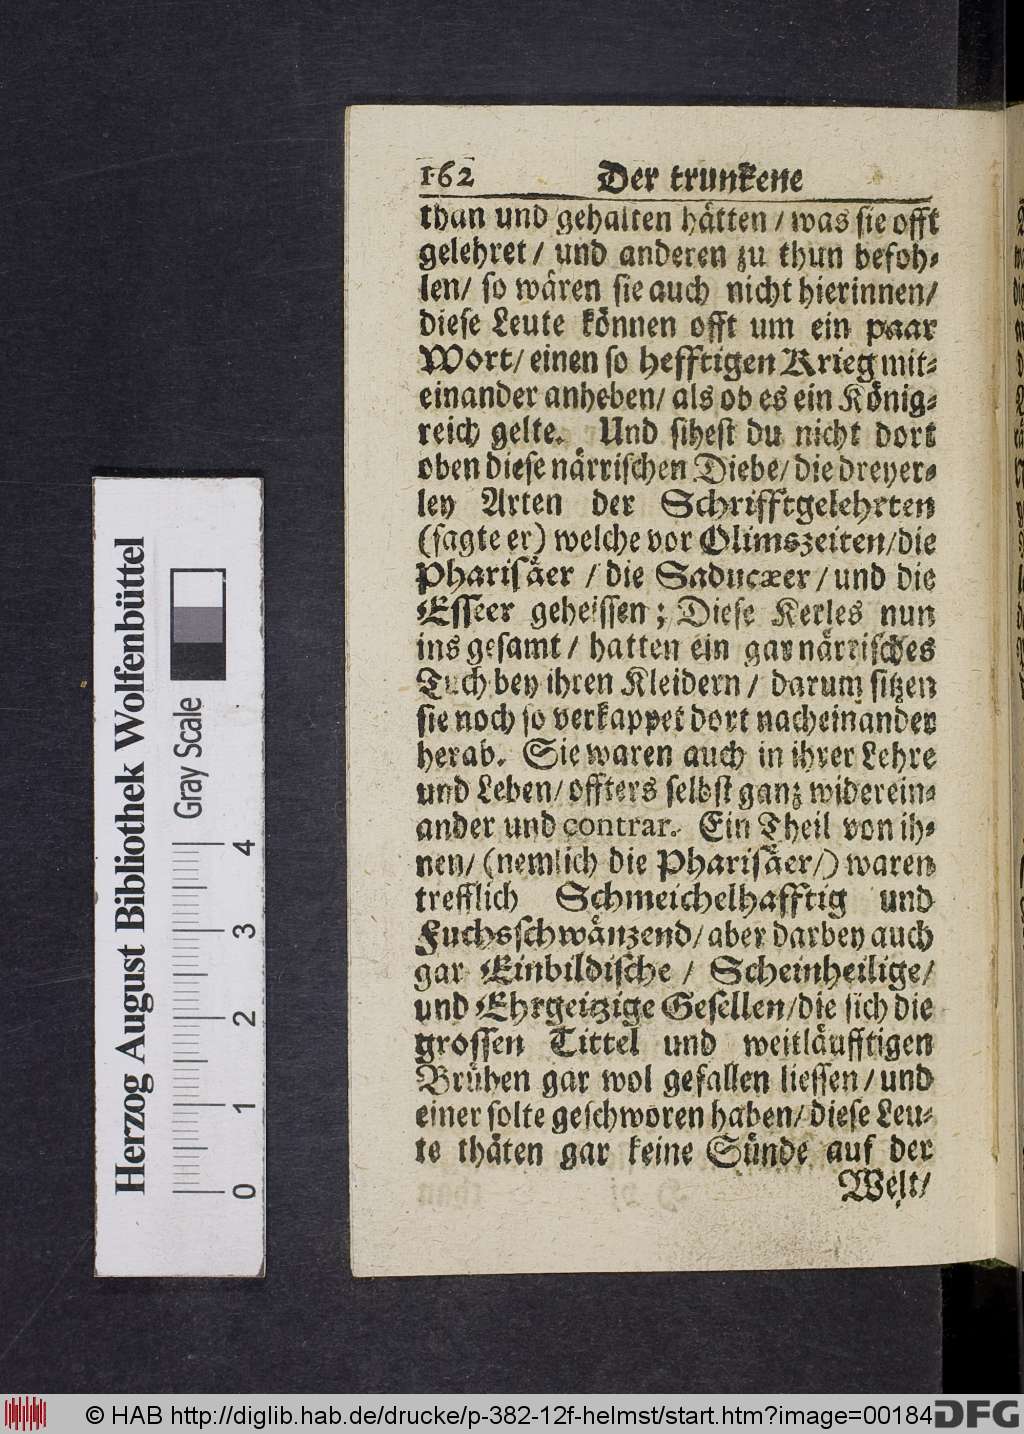 162 Der trunkene
than und gehalten hätten / was sie offt
gelehret / und anderen zu thun befoh-
len/ so wären sie auch nicht hierinnen/
diese Leute können offt um ein paar
Wort/ einen so hefftigen Krieg mit-
einander anheben/ als ob es ein König-
reich gelte. Und sihest du nicht dort
oben diese närrischen Diebe/ die dreyer-
ley Arten der Schrifftgelehrten
(sagte er) welche vor Olimszeiten/die
Pharisäer / die Saducæer / und die
Esseer geheissen; Diese Kerles nun
ins gesamt / hatten ein gar närrisches
Tuch bey ihren Kleidern / darum sitzen
sie noch so verkappet dort nacheinander
herab. Sie waren auch in ihrer Lehre
und Leben/ offters selbst ganz widerein-
ander und contrar. Ein Theil von ih-
nen/ (nemlich die Pharisäer/) waren
trefflich Schmeichelhafftig und
Fuchsschwänzend/ aber darbey auch
gar Einbildische / Scheinheilige/
und Ehrgeitzige Gesellen/die sich die
grossen Tittel und weitläufftigen
Brühen gar wol gefallen liessen / und
einer solte geschworen haben/ diese Leu-
te thäten gar keine Sünde auf der
Welt/
Herzog August Bibliothek Wolfenbüttel
Gray Scale
0 1 2 3 4
© HAB http://diglib.hab.de/drucke/p-382-12f-helmst/start.htm?image=00184
DFG